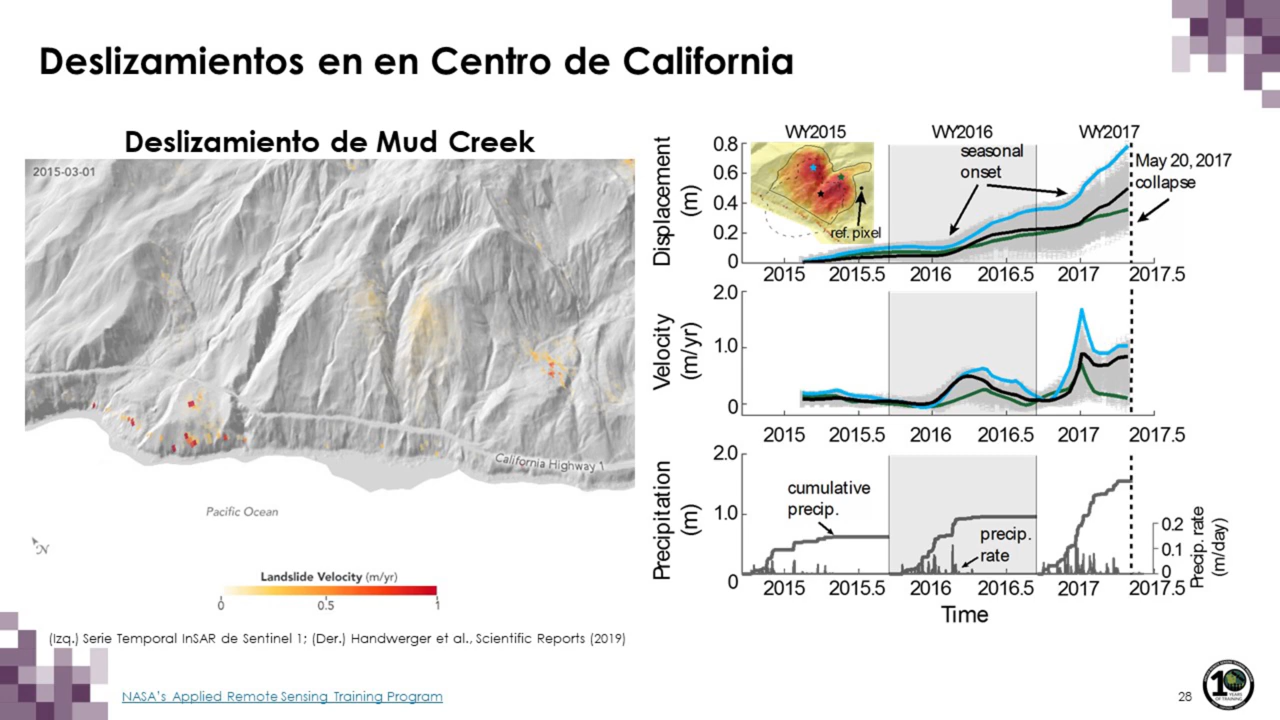 Deslizamientos en en Centro de California
Deslizamiento de Mud Creek
2015-03-01
California Highway 1
Pacific Ocean
N
Landslide Velocity (m/yr)
0 0.5 1
(Izq.) Serie Temporal InSAR de Sentinel 1; (Der.) Handwerger et al., Scientific Reports (2019)
WY2015 WY2016 WY2017
Displacement
(m)
0.8
0.6
0.4
0.2
0
ref. pixel
seasonal
onset
May 20, 2017
collapse
2015 2015.5 2016 2016.5 2017 2017.5
Velocity
(m/yr)
2.0
1.0
0
2015 2015.5 2016 2016.5 2017 2017.5
Precipitation
(m)
2.0
1.0
0
cumulative
precip.
precip.
rate
0.2
0.1
0
Precip. rate
(m/day)
2015 2015.5 2016 2016.5 2017 2017.5
Time
NASA's Applied Remote Sensing Training Program
28
10
YEARS
OF TRAINING